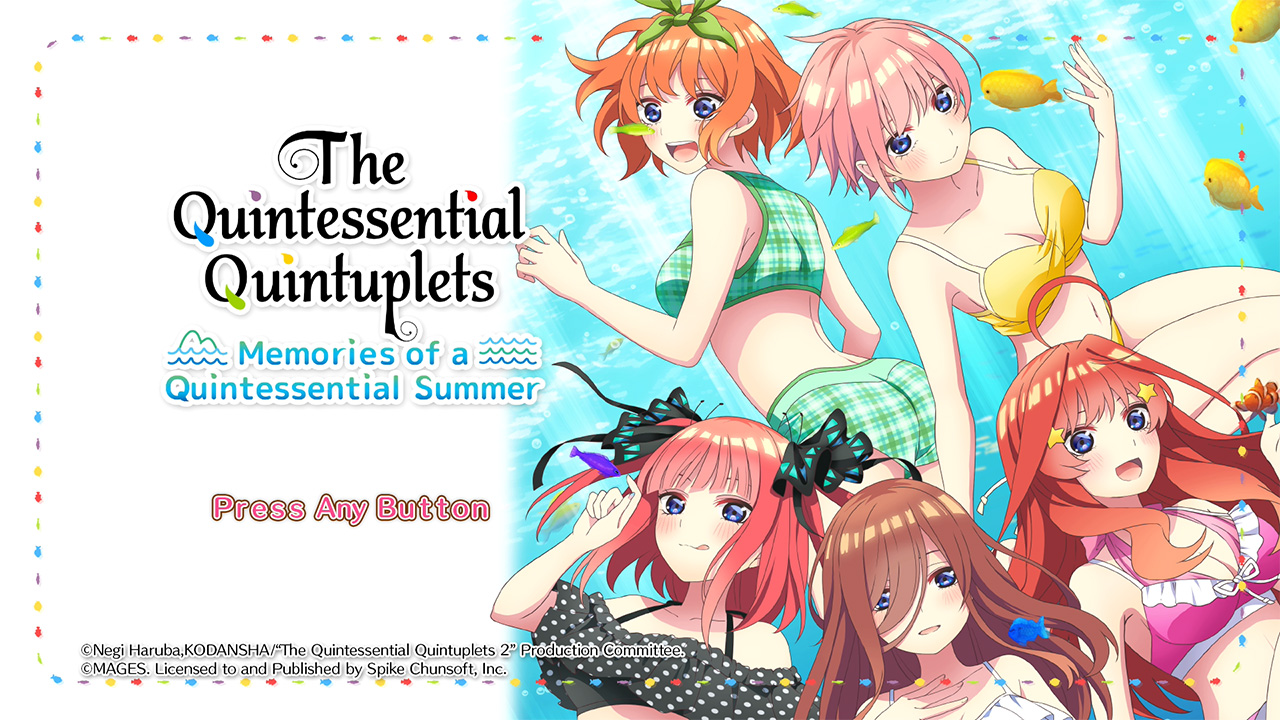 The
Quintessential
Quintuplets
Memories of a
Quintessential Summer
Press Any Button
©Negi Haruba,KODANSHA/“The Quintessential Quintuplets 2” Production Committee.
©MAGES. Licensed to and Published by Spike Chunsoft, Inc.